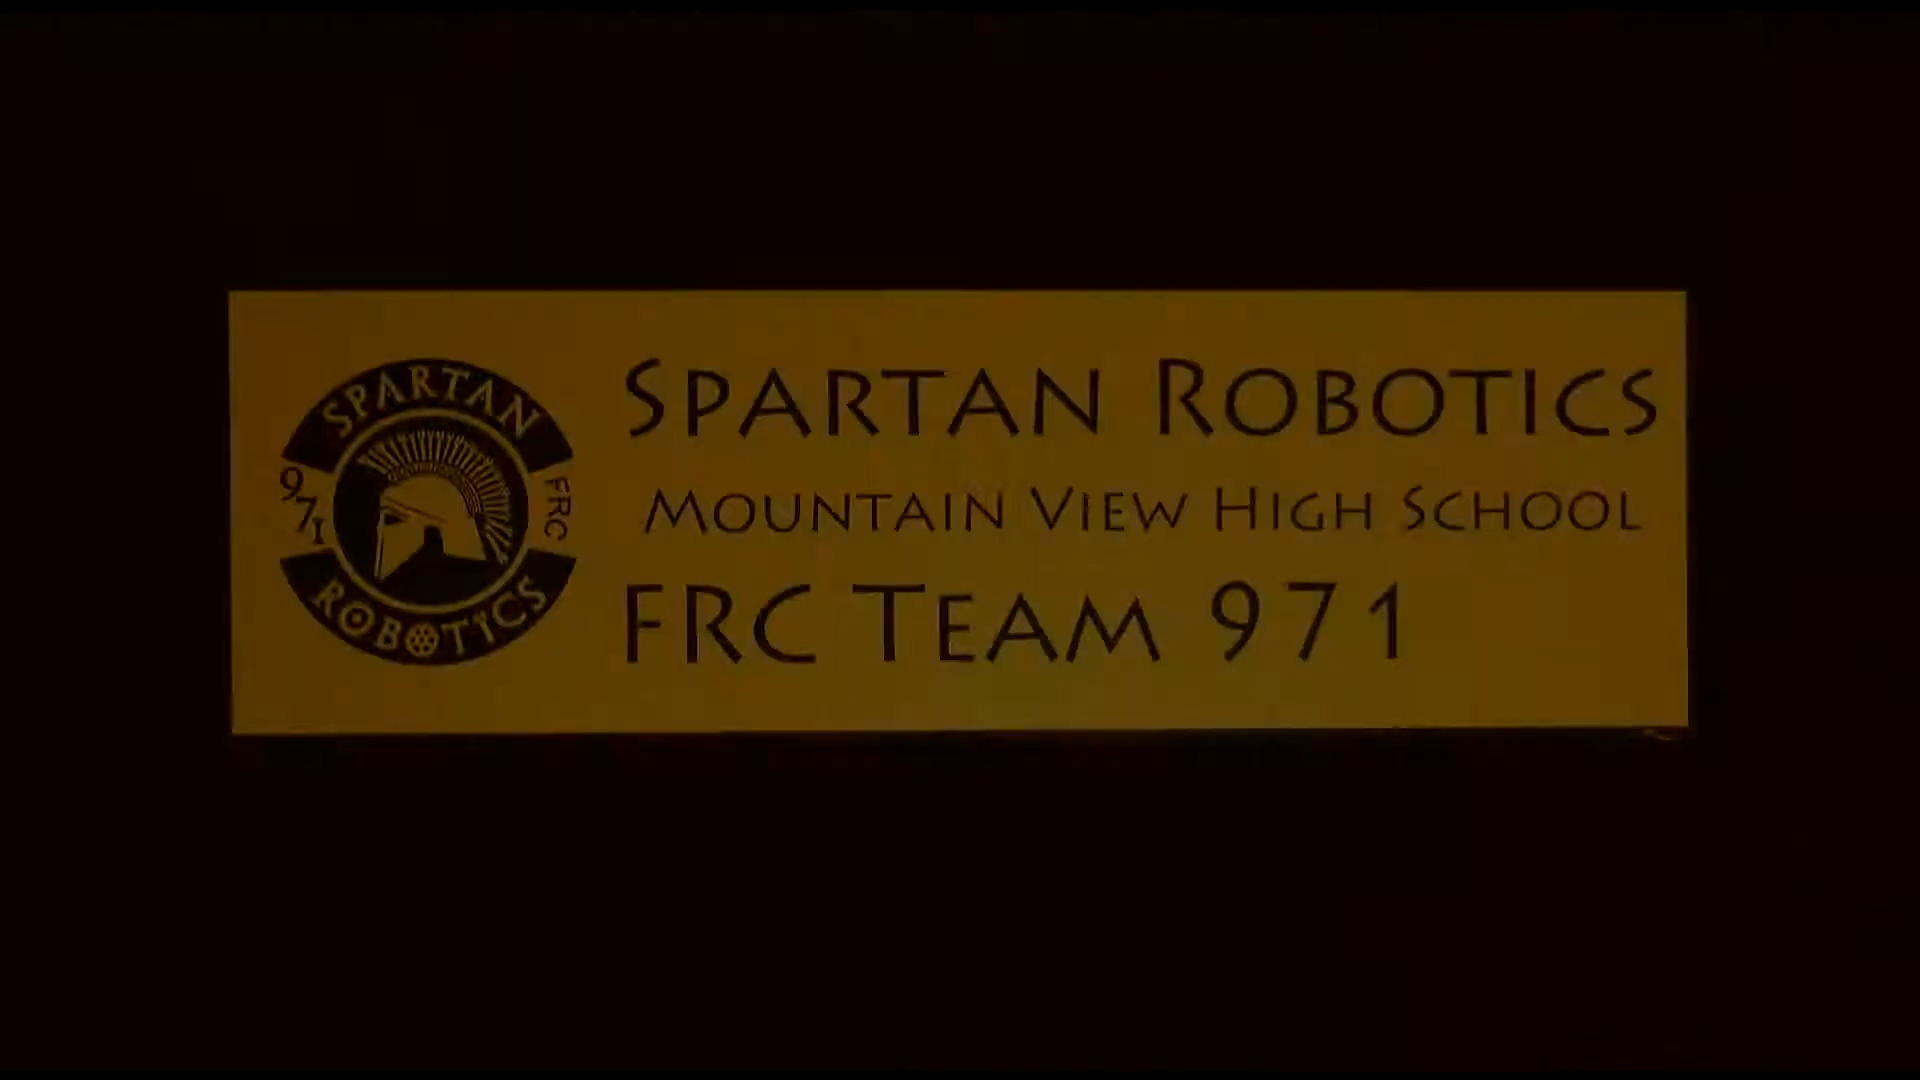 SPARTAN
971
FRC
ROBOTICS
SPARTAN ROBOTICS
MOUNTAIN VIEW HIGH SCHOOL
FRC TEAM 971